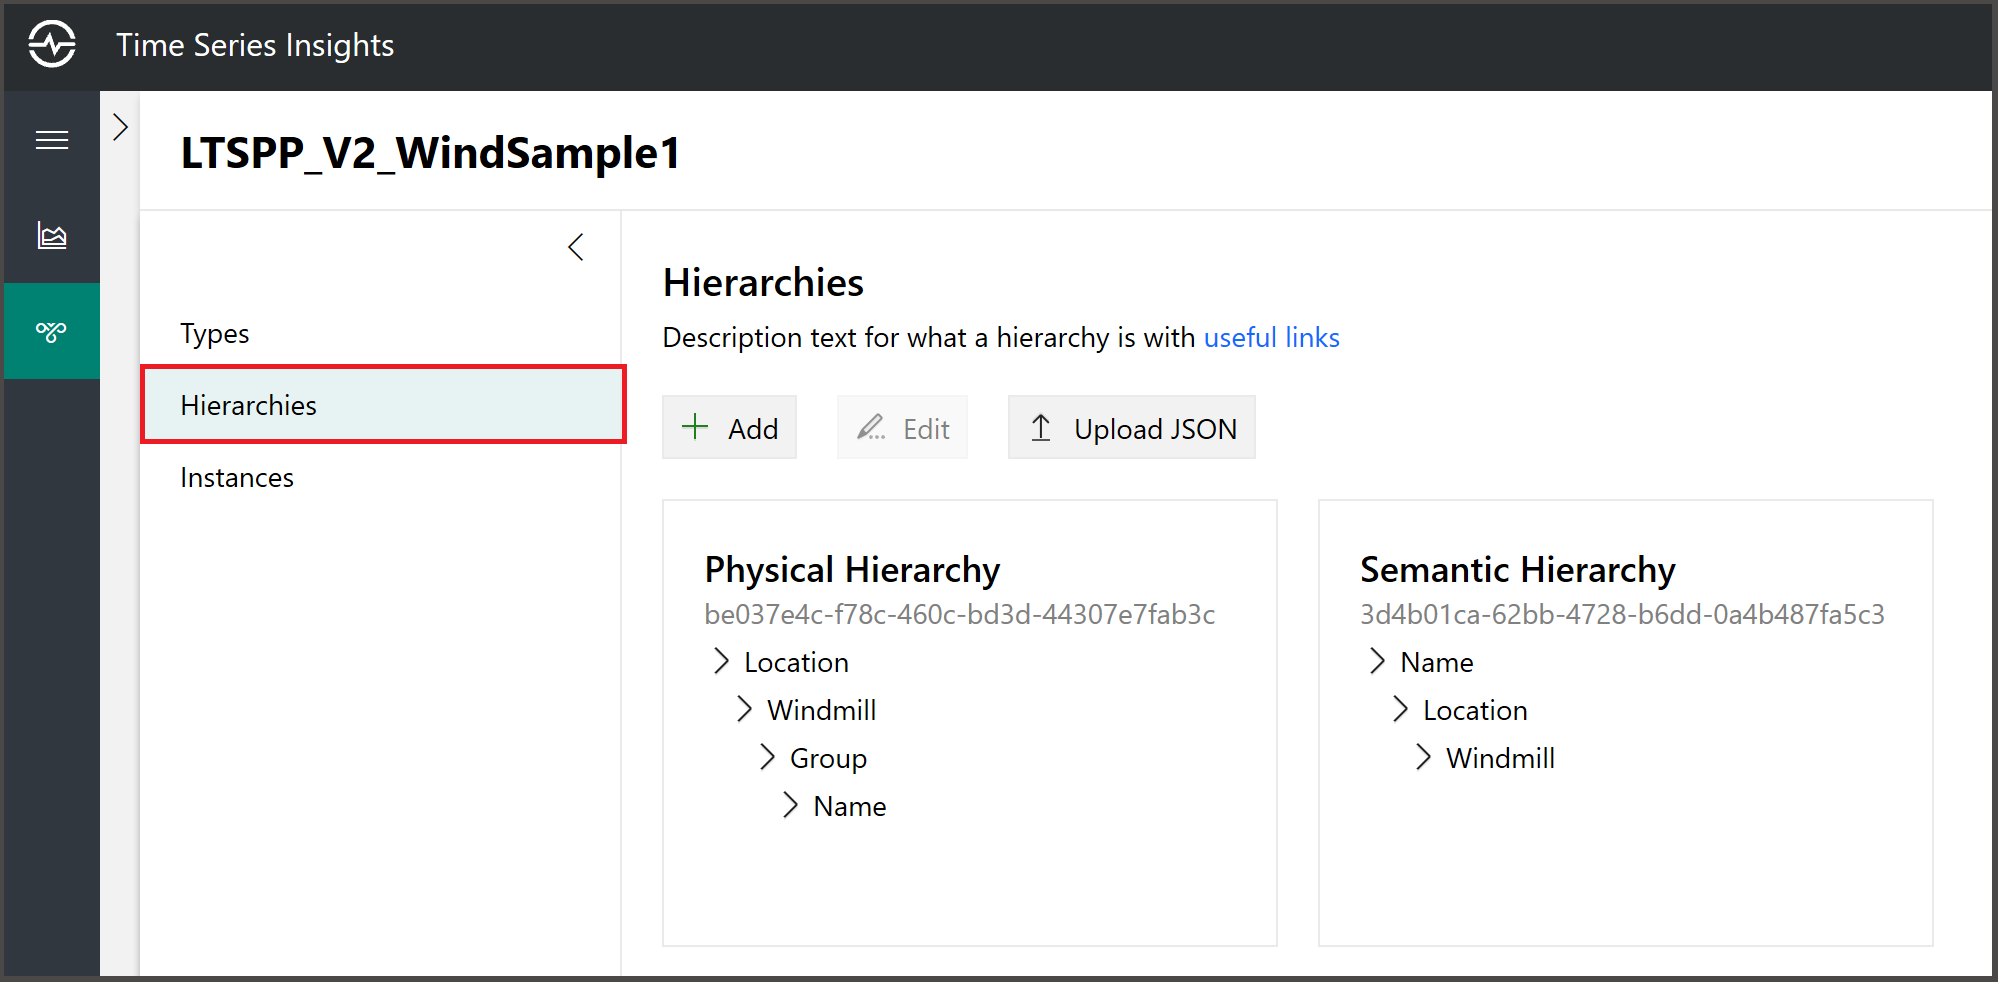 Time Series Insights
LTSPP_V2_WindSample1
Types
Hierarchies
Instances
Hierarchies
Description text for what a hierarchy is with useful links
Add
Edit
Upload JSON
Physical Hierarchy
be037e4c-f78c-460c-bd3d-44307e7fab3c
Location
Windmill
Group
Name
Semantic Hierarchy
3d4b01ca-62bb-4728-b6dd-0a4b487fa5c3
Name
Location
Windmill